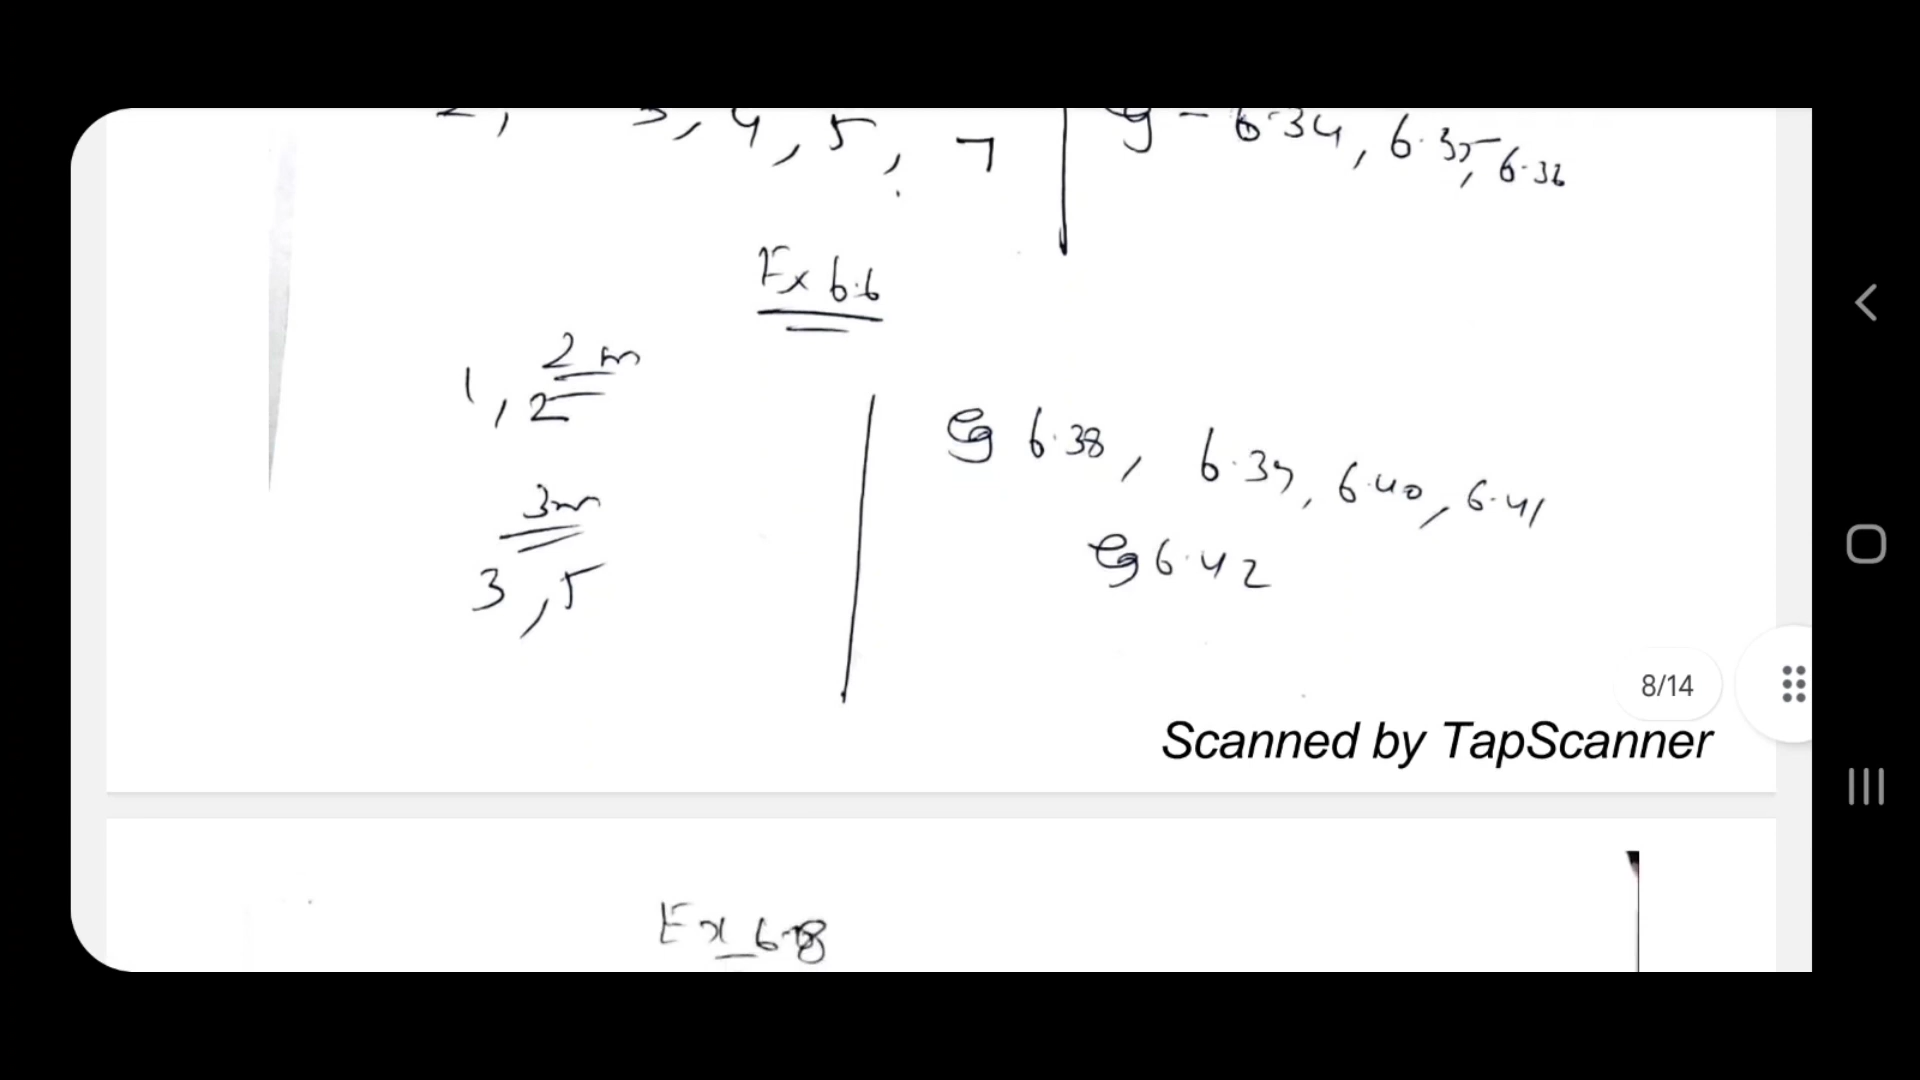 2, 3, 4, 5, 7
Eg - 6.34, 6.35, 6.36
Ex 6.6
2 m
1, 2
3m
3, 5
Eg 6.38, 6.39, 6.40, 6.41
Eg 6.42
8/14
Scanned by TapScanner
Ex 6.8